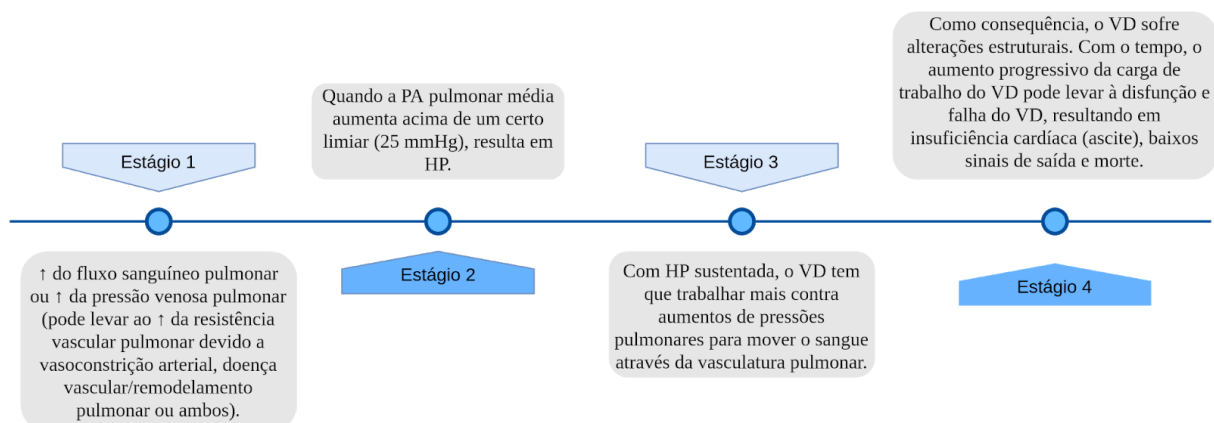 Estágio 1
↑ do fluxo sanguíneo pulmonar
ou ↑ da pressão venosa pulmonar
(pode levar ao ↑ da resistência
vascular pulmonar devido a
vasoconstrição arterial, doença
vascular/remodelamento
pulmonar ou ambos).
Quando a PA pulmonar média
aumenta acima de um certo
limiar (25 mmHg), resulta em
HP.
Estágio 2
Estágio 3
Com HP sustentada, o VD tem
que trabalhar mais contra
aumentos de pressões
pulmonares para mover o sangue
através da vasculatura pulmonar.
Como consequência, o VD sofre
alterações estruturais. Com o tempo, o
aumento progressivo da carga de
trabalho do VD pode levar à disfunção e
falha do VD, resultando em
insuficiência cardíaca (ascite), baixos
sinais de saída e morte.
Estágio 4